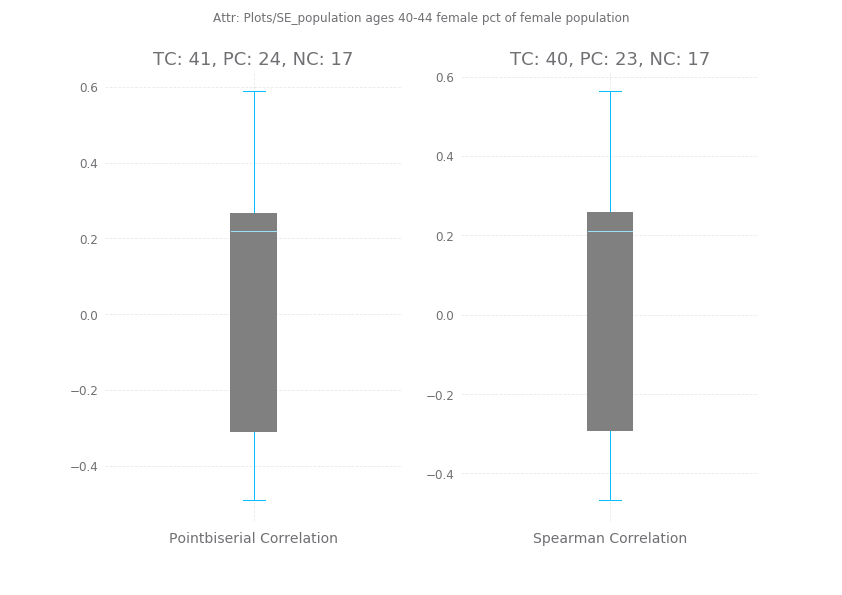 Attr: Plots/SE_population ages 40-44 female pct of female population
TC: 41, PC: 24, NC: 17
0.6
0.4
0.2
0.0
−0.2
−0.4
Pointbiserial Correlation
TC: 40, PC: 23, NC: 17
0.6
0.4
0.2
0.0
−0.2
−0.4
Spearman Correlation